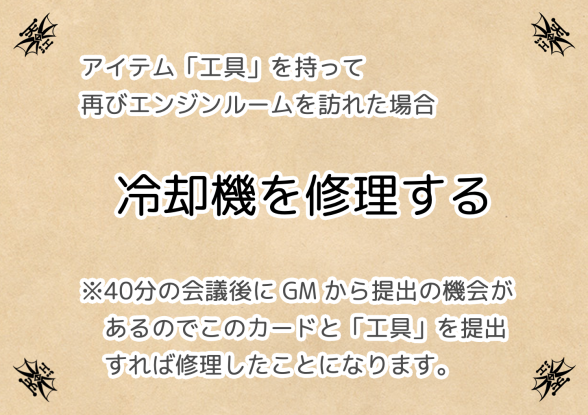 アイテム「工具」を持って
再びエンジンルームを訪れた場合
冷却機を修理する
※40分の会議後に GM から提出の機会が
あるのでこのカードと「工具」を提出
すれば修理したことになります。